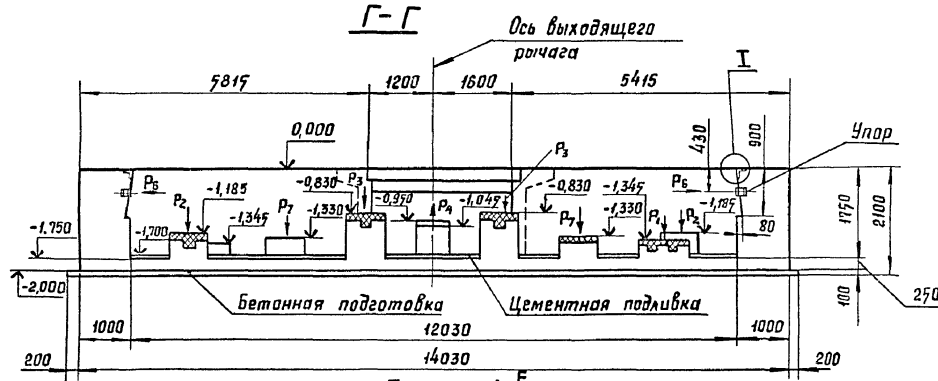 Г-Г
Ось выходящего
рычага
5815 1200 1600 5415
I
0,000
430
900
Упор
P₃
P₆ P₂ -1,185 P₃ -0,830 -0,950 P₄ -1,045 -0,830 -1,345 P₆
-1,345 P₇ -1,330 P₇ -1,330 P₁ P₂ -1,185
-1.750 -1,700
80
1750
2100
-2,000
Бетонная подготовка
Цементная подливка
100
250
1000 12030 1000
200 14030 200